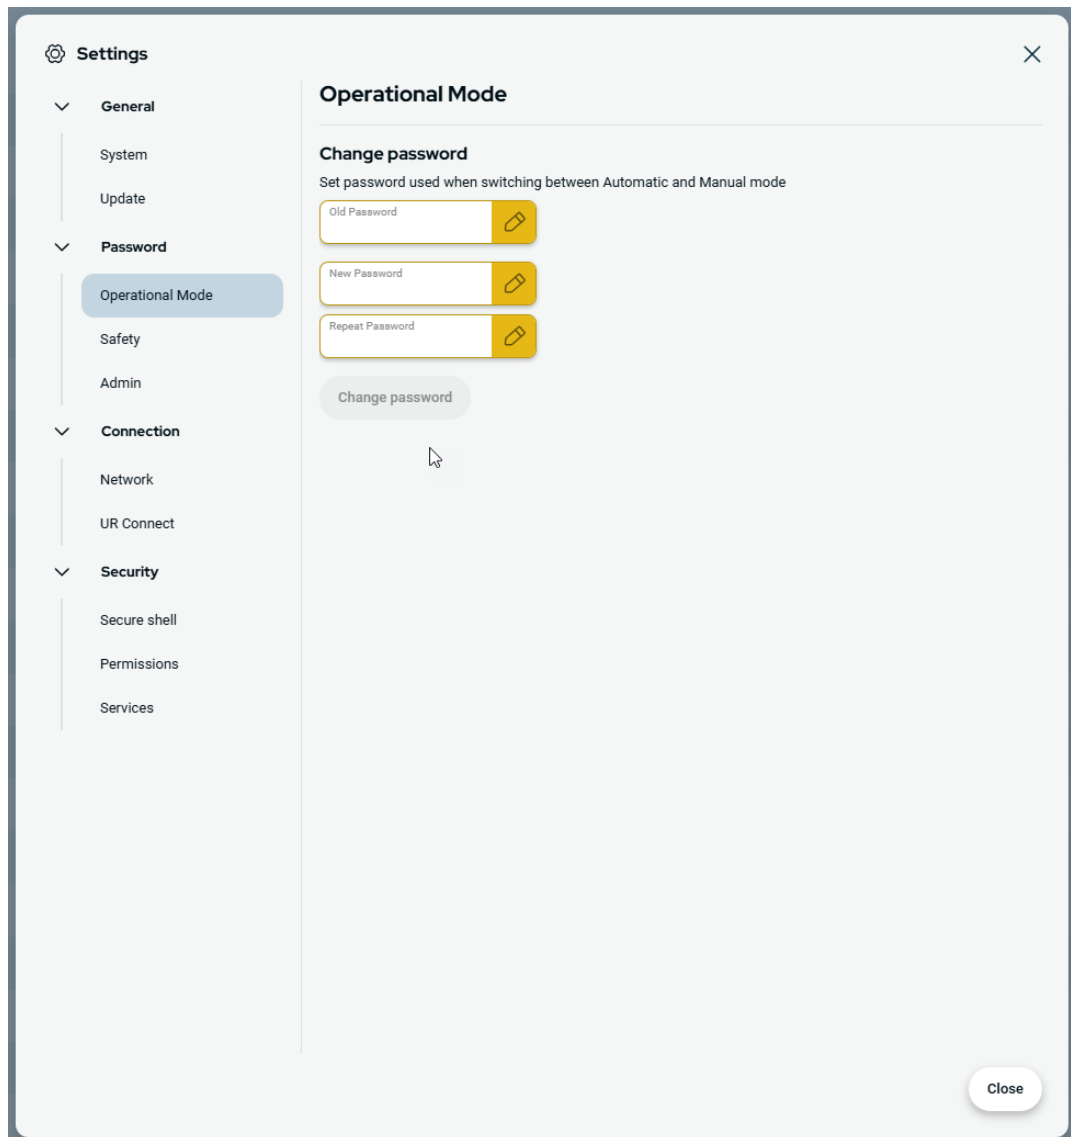 Settings
General
System
Update
Password
Operational Mode
Safety
Admin
Connection
Network
UR Connect
Security
Secure shell
Permissions
Services
Operational Mode
Change password
Set password used when switching between Automatic and Manual mode
Old Password
New Password
Repeat Password
Change password
Close